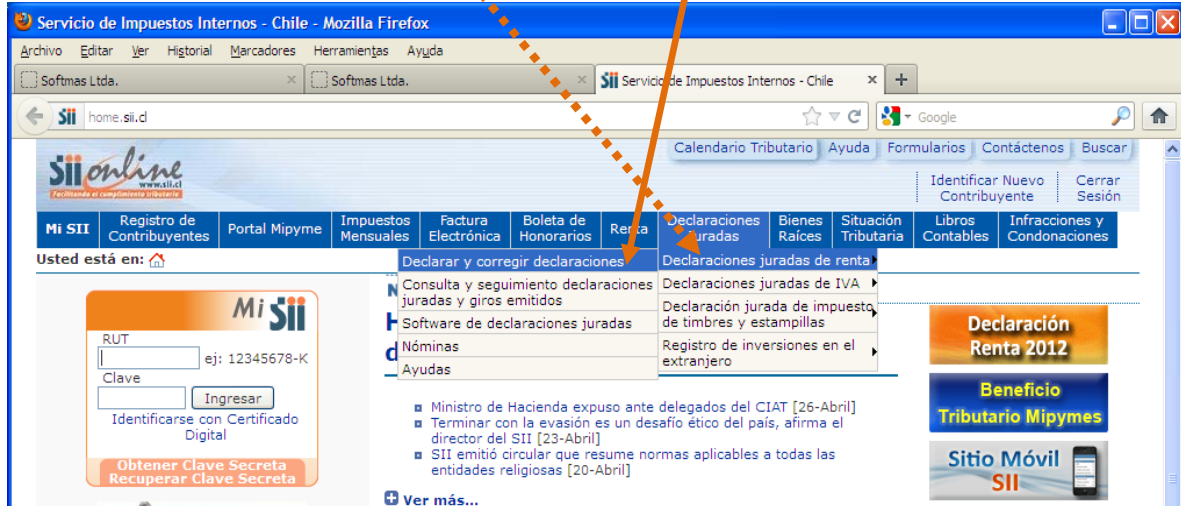 Servicio de Impuestos Internos - Chile - Mozilla Firefox
Archivo Editar Ver Historial Marcadores Herramientas Ayuda
Softmas Ltda. × Softmas Ltda. × Sii Servicio de Impuestos Internos - Chile × +
Sii home.sii.cl Google
Sii online
www.sii.cl
Facilitando el cumplimiento tributario
Calendario Tributario Ayuda Formularios Contáctenos Buscar
Identificar Nuevo Contribuyente
Cerrar Sesión
Mi SII
Registro de
Contribuyentes
Portal Mipyme
Impuestos
Mensuales
Factura
Electrónica
Boleta de
Honorarios
Renta
Declaraciones
Juradas
Bienes
Raíces
Situación
Tributaria
Libros
Contables
Infracciones y
Condonaciones
Usted está en:
Declarar y corregir declaraciones
Consulta y seguimiento declaraciones
juradas y giros emitidos
Software de declaraciones juradas
Nóminas
Ayudas
Declaraciones juradas de renta
Declaraciones juradas de IVA
Declaración jurada de impuesto
de timbres y estampillas
Registro de inversiones en el
extranjero
Mi Sii
RUT
ej: 12345678-K
Clave
Ingresar
Identificarse con Certificado
Digital
Obtener Clave Secreta
Recuperar Clave Secreta
Ministro de Hacienda expuso ante delegados del CIAT [26-Abril]
Terminar con la evasión es un desafío ético del país, afirma el
director del SII [23-Abril]
SII emitió circular que resume normas aplicables a todas las
entidades religiosas [20-Abril]
Ver más...
Declaración
Renta 2012
Beneficio
Tributario Mipymes
Sitio Móvil
SII